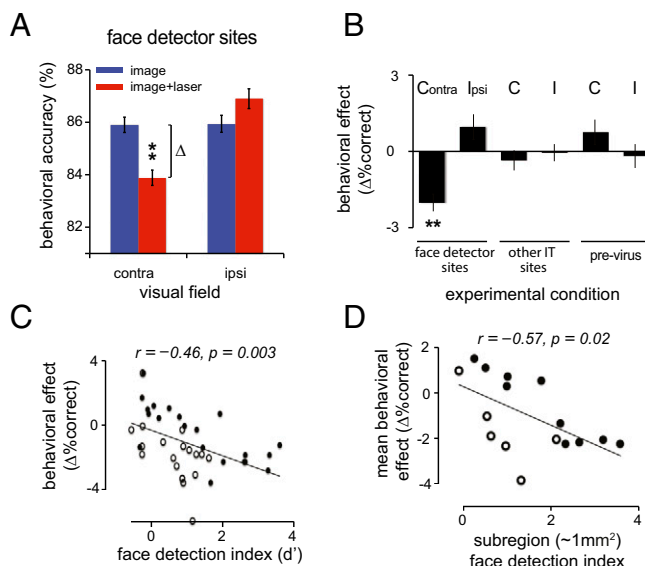 A
face detector sites
image
image+laser
behavioral accuracy (%)
88
86
84
82
**
Δ
contra
ipsi
visual field
B
behavioral effect
(Δ%correct)
3
0
-3
Contra Ipsi C I C I
**
face detector
sites
other IT
sites
pre-virus
experimental condition
C
r = −0.46, p = 0.003
behavioral effect
(Δ%correct)
4
0
-4
0 2 4
face detection index (d')
D
r = −0.57, p = 0.02
mean behavioral
effect (Δ%correct)
2
0
-2
-4
0 2 4
subregion (~1mm²)
face detection index